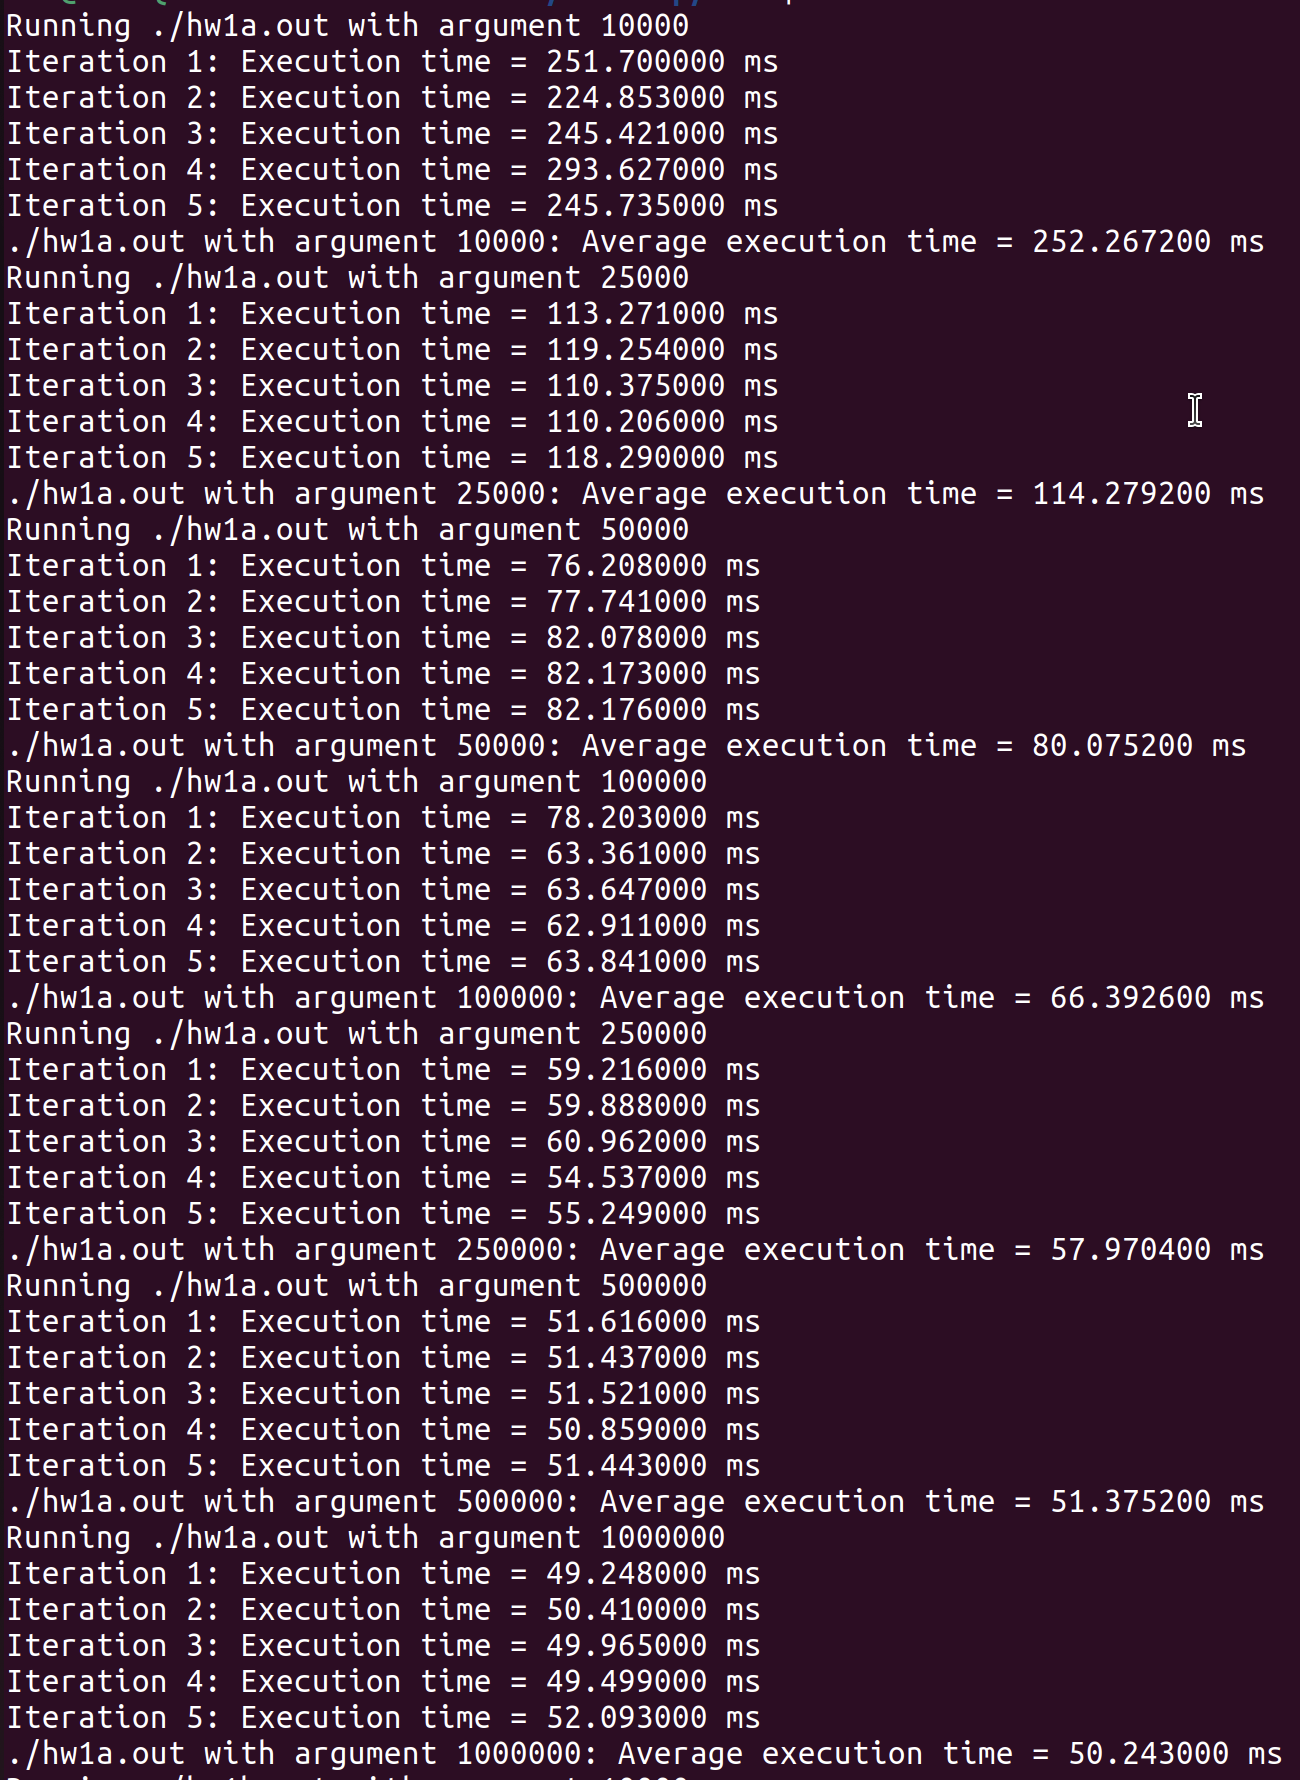 Running ./hw1a.out with argument 10000
Iteration 1: Execution time = 251.700000 ms
Iteration 2: Execution time = 224.853000 ms
Iteration 3: Execution time = 245.421000 ms
Iteration 4: Execution time = 293.627000 ms
Iteration 5: Execution time = 245.735000 ms
./hw1a.out with argument 10000: Average execution time = 252.267200 ms
Running ./hw1a.out with argument 25000
Iteration 1: Execution time = 113.271000 ms
Iteration 2: Execution time = 119.254000 ms
Iteration 3: Execution time = 110.375000 ms
Iteration 4: Execution time = 110.206000 ms
Iteration 5: Execution time = 118.290000 ms
./hw1a.out with argument 25000: Average execution time = 114.279200 ms
Running ./hw1a.out with argument 50000
Iteration 1: Execution time = 76.208000 ms
Iteration 2: Execution time = 77.741000 ms
Iteration 3: Execution time = 82.078000 ms
Iteration 4: Execution time = 82.173000 ms
Iteration 5: Execution time = 82.176000 ms
./hw1a.out with argument 50000: Average execution time = 80.075200 ms
Running ./hw1a.out with argument 100000
Iteration 1: Execution time = 78.203000 ms
Iteration 2: Execution time = 63.361000 ms
Iteration 3: Execution time = 63.647000 ms
Iteration 4: Execution time = 62.911000 ms
Iteration 5: Execution time = 63.841000 ms
./hw1a.out with argument 100000: Average execution time = 66.392600 ms
Running ./hw1a.out with argument 250000
Iteration 1: Execution time = 59.216000 ms
Iteration 2: Execution time = 59.888000 ms
Iteration 3: Execution time = 60.962000 ms
Iteration 4: Execution time = 54.537000 ms
Iteration 5: Execution time = 55.249000 ms
./hw1a.out with argument 250000: Average execution time = 57.970400 ms
Running ./hw1a.out with argument 500000
Iteration 1: Execution time = 51.616000 ms
Iteration 2: Execution time = 51.437000 ms
Iteration 3: Execution time = 51.521000 ms
Iteration 4: Execution time = 50.859000 ms
Iteration 5: Execution time = 51.443000 ms
./hw1a.out with argument 500000: Average execution time = 51.375200 ms
Running ./hw1a.out with argument 1000000
Iteration 1: Execution time = 49.248000 ms
Iteration 2: Execution time = 50.410000 ms
Iteration 3: Execution time = 49.965000 ms
Iteration 4: Execution time = 49.499000 ms
Iteration 5: Execution time = 52.093000 ms
./hw1a.out with argument 1000000: Average execution time = 50.243000 ms